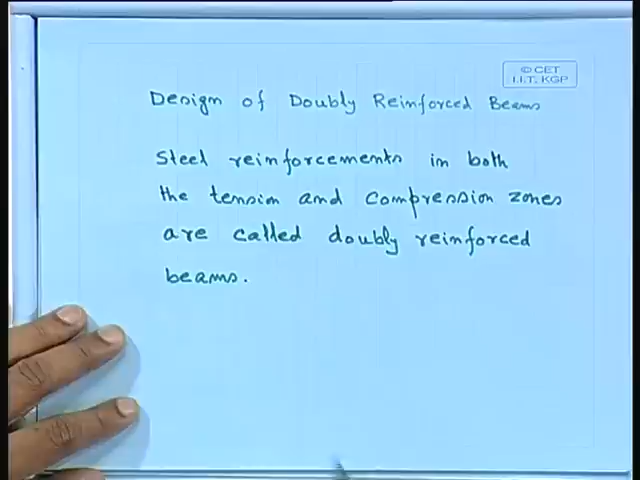 © CET
I.I.T. KGP
Design of Doubly Reinforced Beams
Steel reinforcements in both
the tension and compression zones
are called doubly reinforced
beams.